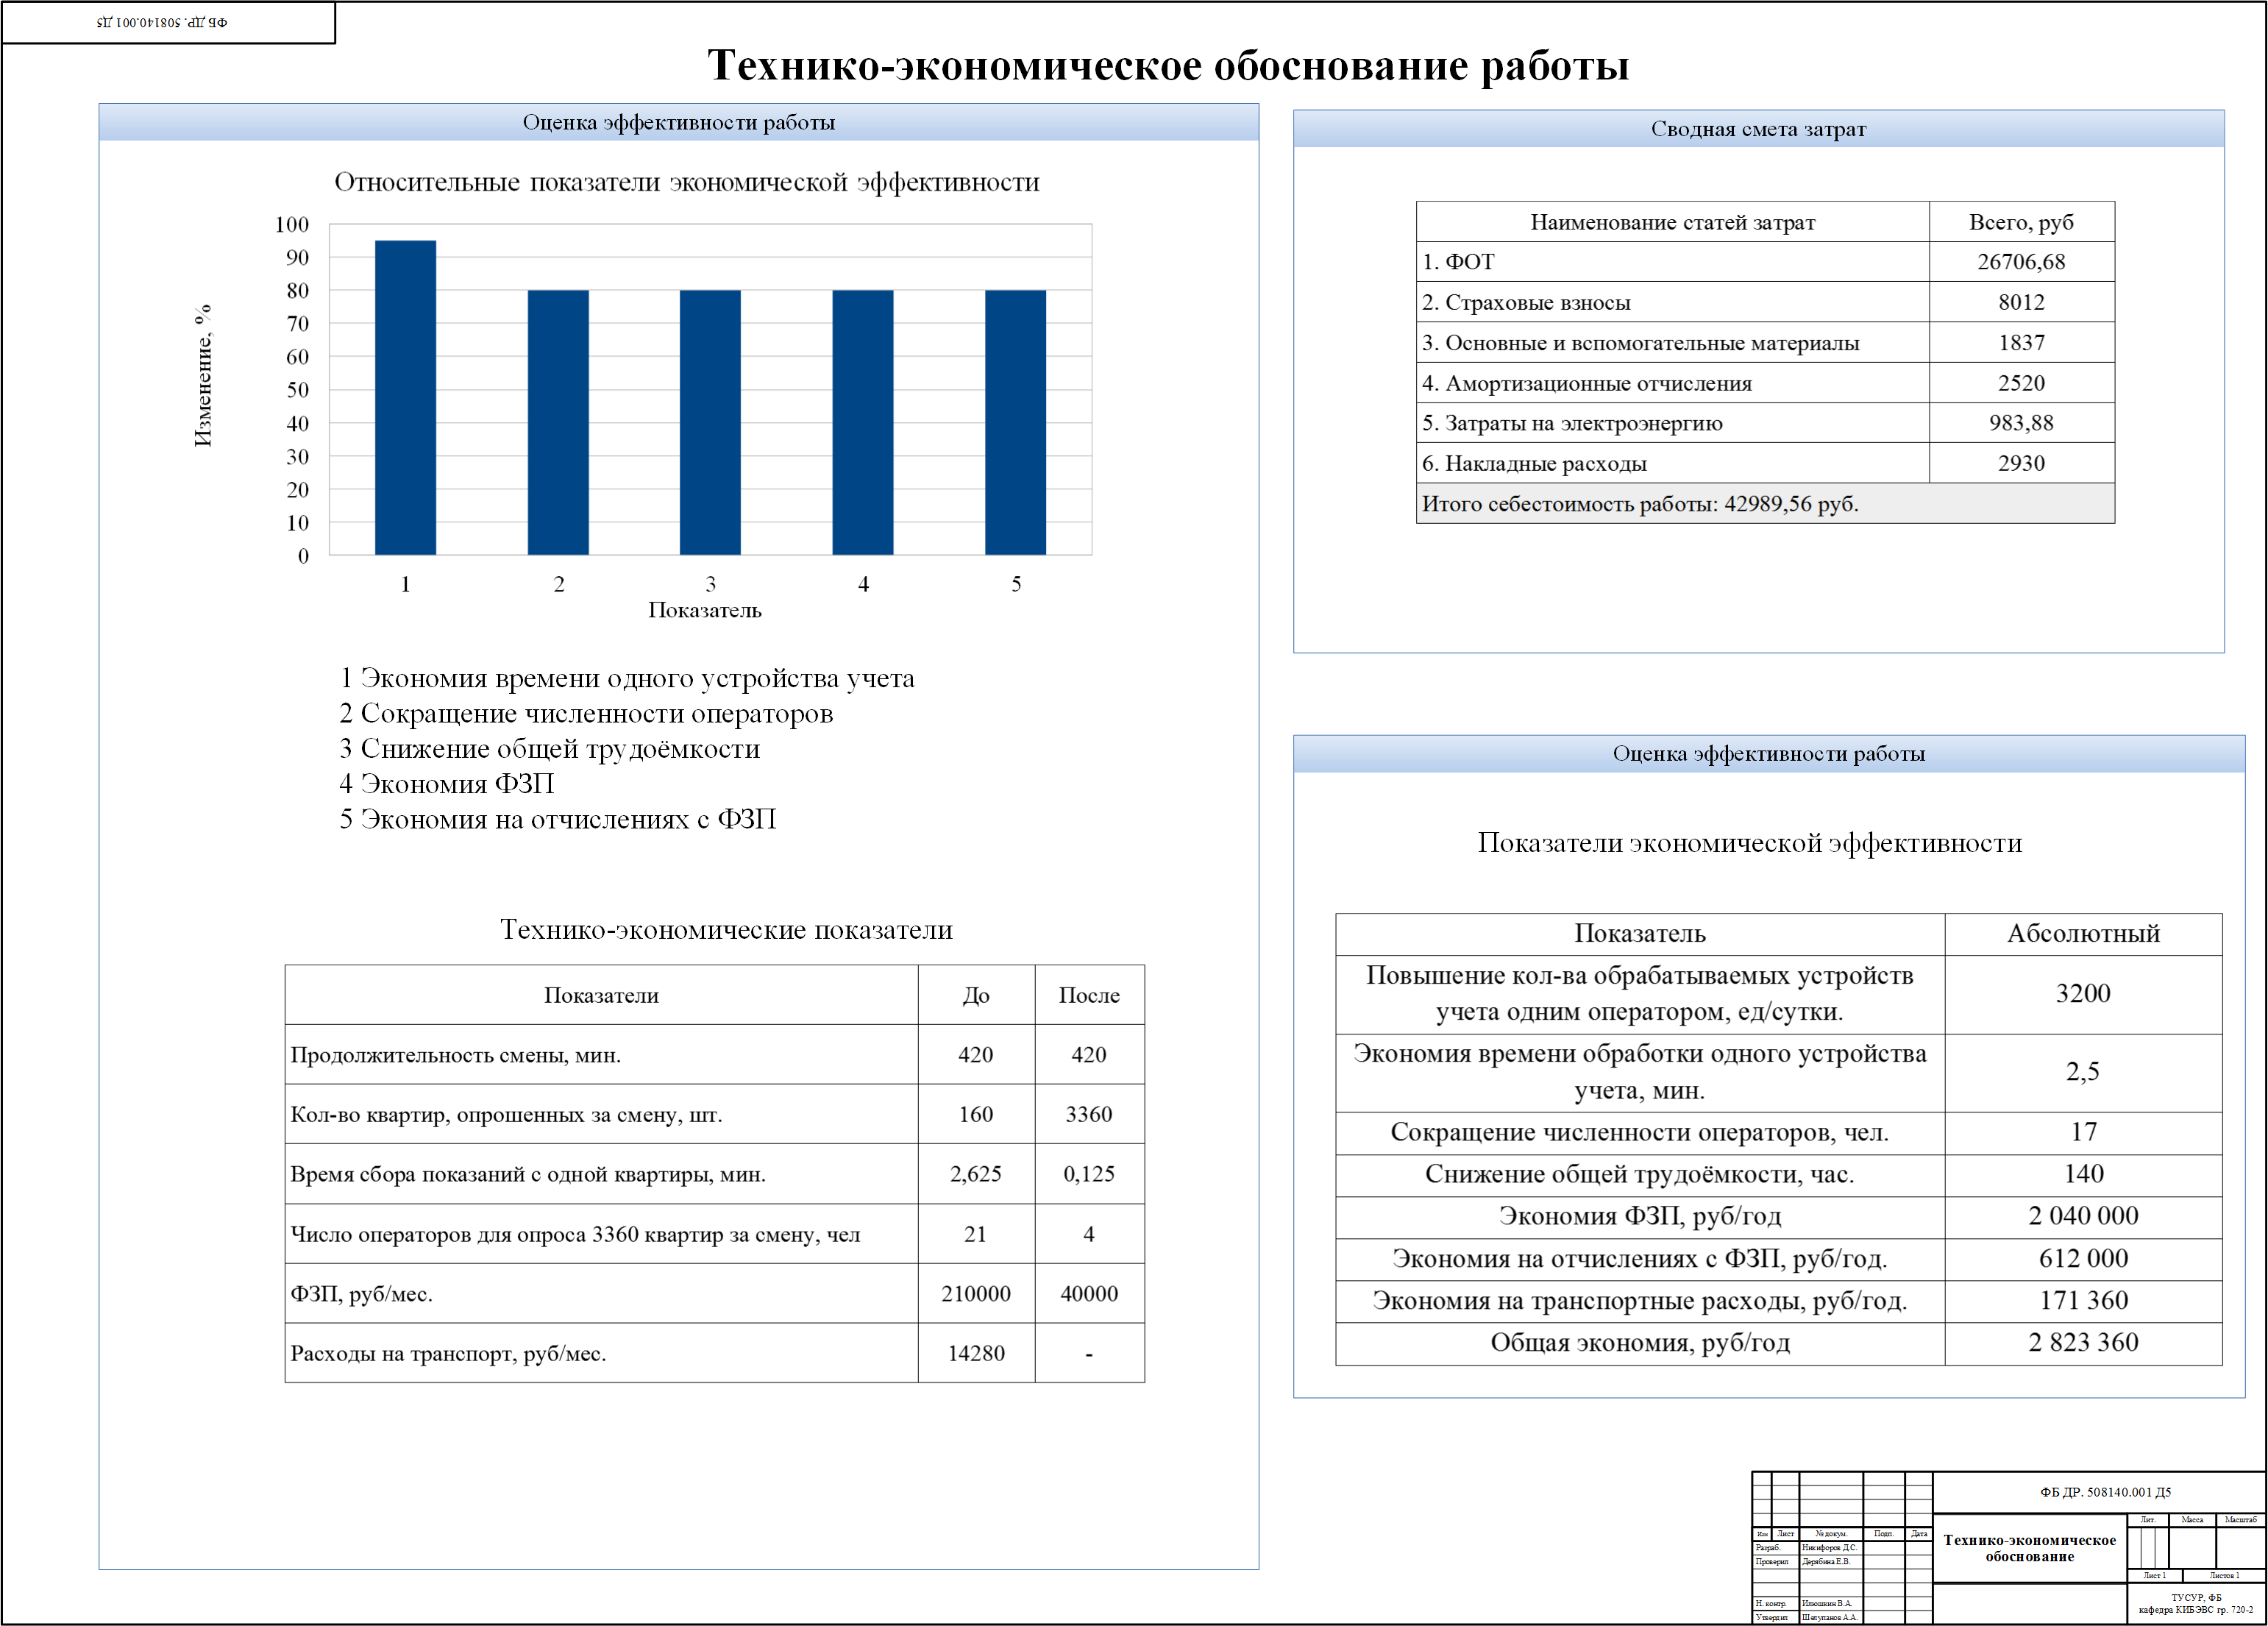 ФБ ДР. 508140.001 Д5
Технико-экономическое обоснование работы
Оценка эффективности работы
Относительные показатели экономической эффективности
100
90
80
70
60
50
40
30
20
10
0
Изменение, %
1 2 3 4 5
Показатель
1 Экономия времени одного устройства учета
2 Сокращение численности операторов
3 Снижение общей трудоёмкости
4 Экономия ФЗП
5 Экономия на отчислениях с ФЗП
Технико-экономические показатели
Показатели До После
Продолжительность смены, мин. 420 420
Кол-во квартир, опрошенных за смену, шт. 160 3360
Время сбора показаний с одной квартиры, мин. 2,625 0,125
Число операторов для опроса 3360 квартир за смену, чел 21 4
ФЗП, руб/мес. 210000 40000
Расходы на транспорт, руб/мес. 14280 -
Сводная смета затрат
Наименование статей затрат Всего, руб
1. ФОТ 26706,68
2. Страховые взносы 8012
3. Основные и вспомогательные материалы 1837
4. Амортизационные отчисления 2520
5. Затраты на электроэнергию 983,88
6. Накладные расходы 2930
Итого себестоимость работы: 42989,56 руб.
Оценка эффективности работы
Показатели экономической эффективности
Показатель Абсолютный
Повышение кол-ва обрабатываемых устройств
учета одним оператором, ед/сутки. 3200
Экономия времени обработки одного устройства
учета, мин. 2,5
Сокращение численности операторов, чел. 17
Снижение общей трудоёмкости, час. 140
Экономия ФЗП, руб/год 2 040 000
Экономия на отчислениях с ФЗП, руб/год. 612 000
Экономия на транспортные расходы, руб/год. 171 360
Общая экономия, руб/год 2 823 360
ФБ ДР. 508140.001 Д5
Изм Лист № докум. Подп. Дата
Разраб. Никифоров Д.С.
Проверил Дерябина Е.В.
Н. контр. Илюшкин В.А.
Утвердил Шелупанов А.А.
Технико-экономическое
обоснование
Лит. Масса Масштаб
Лист 1 Листов 1
ТУСУР, ФБ
кафедра КИБЭВС гр. 720-2